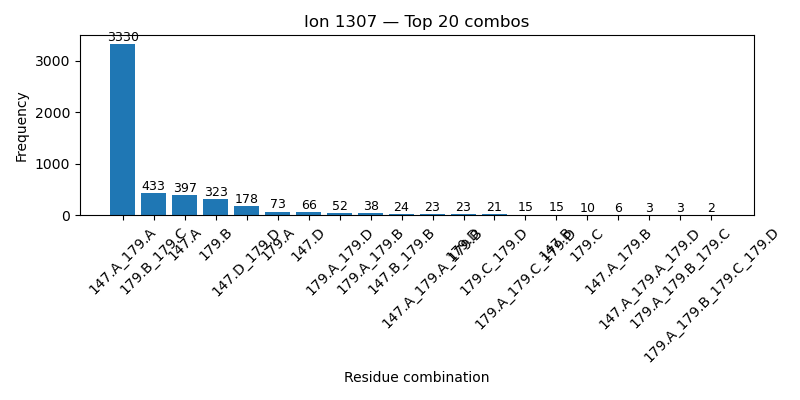 Ion 1307 — Top 20 combos
Frequency
3000
2000
1000
0
3330
433
397
323
178
73
66
52
38
24
23
23
21
15
15
10
6
3
3
2
147.A_179.A
179.B_179.C
147.A
179.B
147.D_179.D
179.A
147.D
179.A_179.D
179.A_179.B
147.B_179.B
147.A_179.A_179.B
179.D
179.C_179.D
179.A_179.C_179.D
147.B
179.C
147.A_179.B
147.A_179.A_179.D
179.A_179.B_179.C
179.A_179.B_179.C_179.D
Residue combination